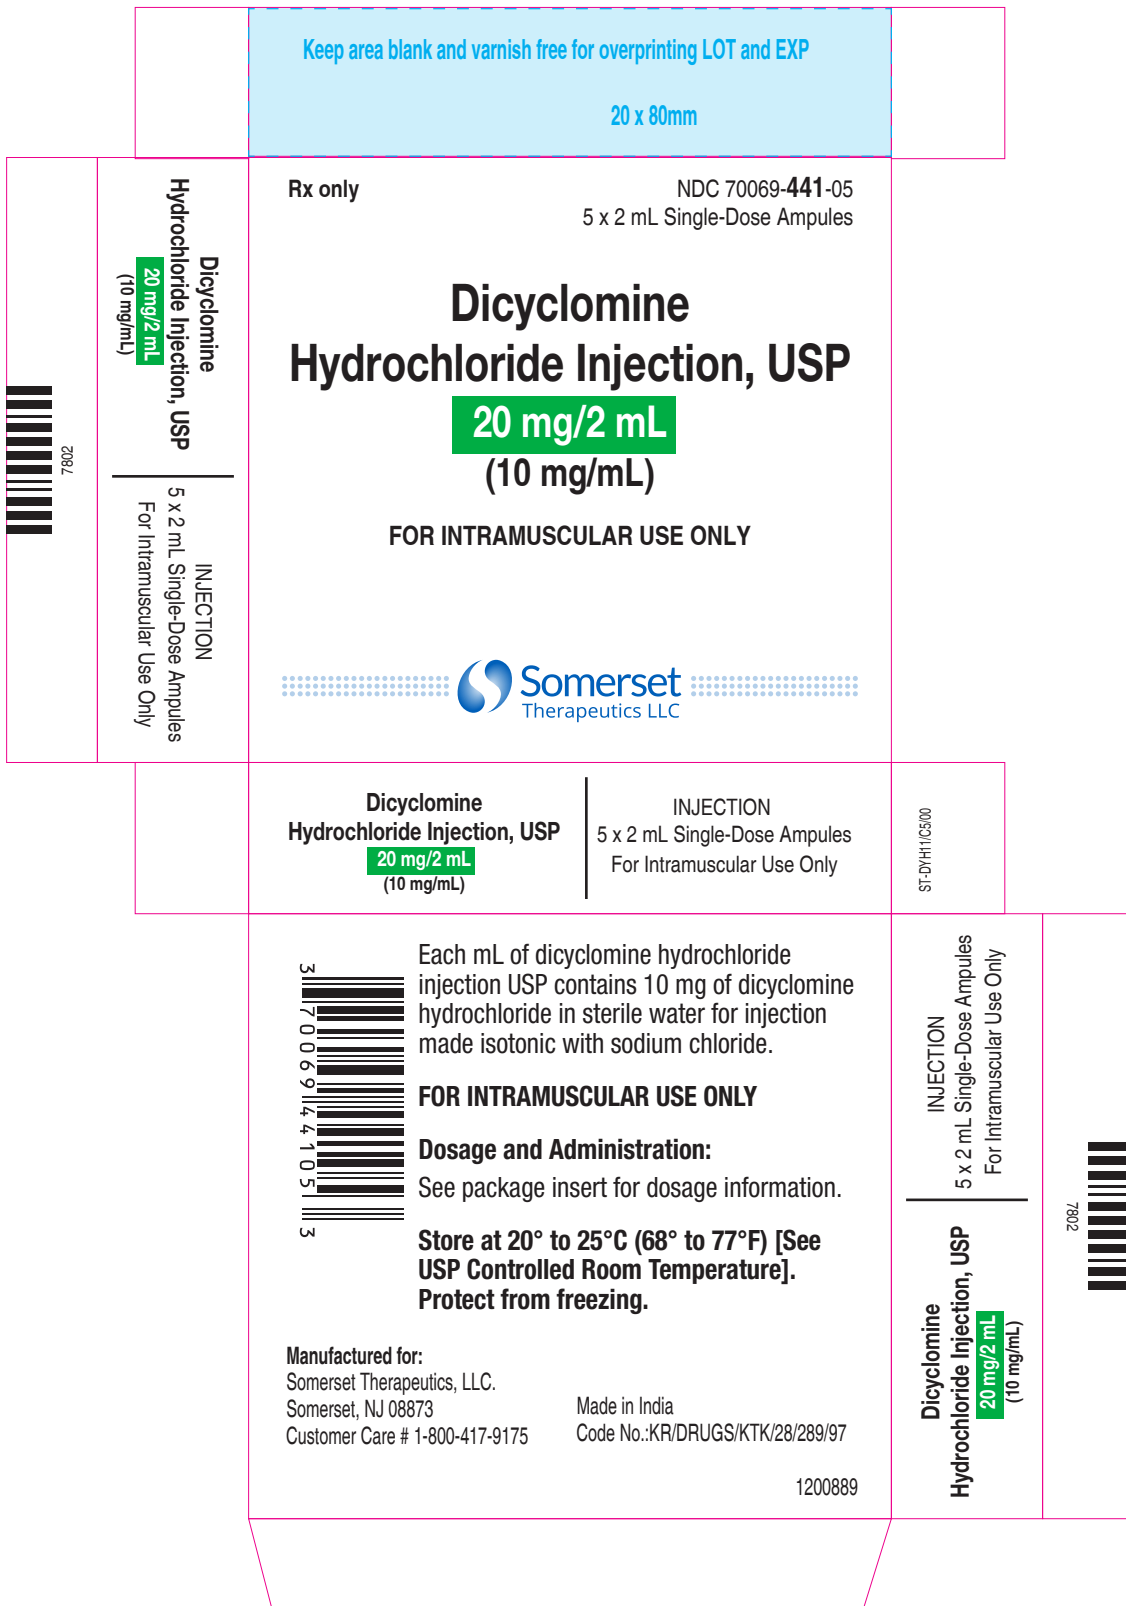 Keep area blank and varnish free for overprinting LOT and EXP
20 x 80mm
Rx only
NDC 70069-441-05
5 x 2 mL Single-Dose Ampules
Dicyclomine
Hydrochloride Injection, USP
20 mg/2 mL
(10 mg/mL)
FOR INTRAMUSCULAR USE ONLY
Somerset
Therapeutics LLC
Dicyclomine
Hydrochloride Injection, USP
20 mg/2 mL
(10 mg/mL)
INJECTION
5 x 2 mL Single-Dose Ampules
For Intramuscular Use Only
7802
Dicyclomine
Hydrochloride Injection, USP
20 mg/2 mL
(10 mg/mL)
INJECTION
5 x 2 mL Single-Dose Ampules
For Intramuscular Use Only
ST-DYH11/C5/00
3 70069 44105 3
Each mL of dicyclomine hydrochloride
injection USP contains 10 mg of dicyclomine
hydrochloride in sterile water for injection
made isotonic with sodium chloride.
FOR INTRAMUSCULAR USE ONLY
Dosage and Administration:
See package insert for dosage information.
Store at 20° to 25°C (68° to 77°F) [See
USP Controlled Room Temperature].
Protect from freezing.
Manufactured for:
Somerset Therapeutics, LLC.
Somerset, NJ 08873
Customer Care # 1-800-417-9175
Made in India
Code No.:KR/DRUGS/KTK/28/289/97
1200889
Dicyclomine
Hydrochloride Injection, USP
20 mg/2 mL
(10 mg/mL)
INJECTION
5 x 2 mL Single-Dose Ampules
For Intramuscular Use Only
7802